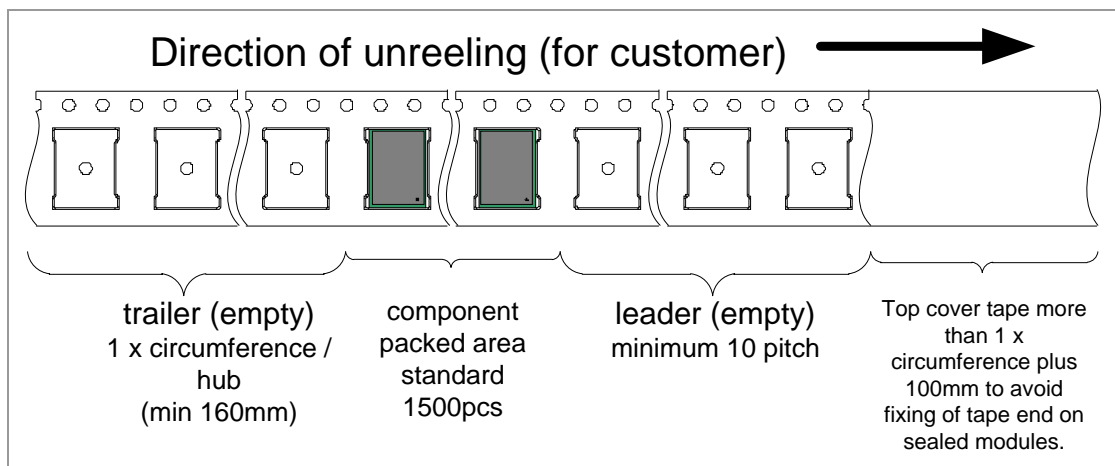 Direction of unreeling (for customer)
trailer (empty)
1 x circumference /
hub
(min 160mm)
component
packed area
standard
1500pcs
leader (empty)
minimum 10 pitch
Top cover tape more
than 1 x
circumference plus
100mm to avoid
fixing of tape end on
sealed modules.